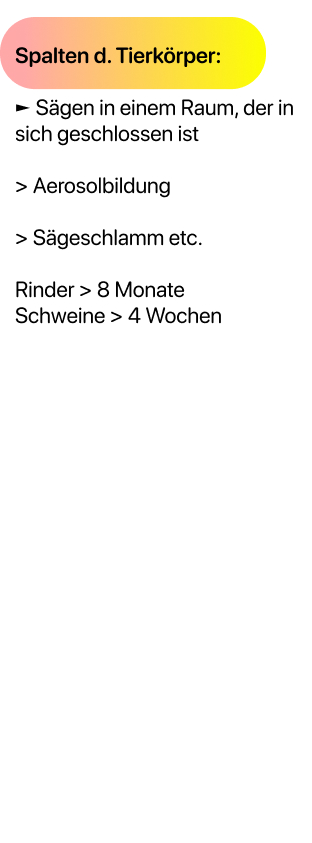 Spalten d. Tierkörper:
► Sägen in einem Raum, der in
sich geschlossen ist
> Aerosolbildung
> Sägeschlamm etc.
Rinder > 8 Monate
Schweine > 4 Wochen